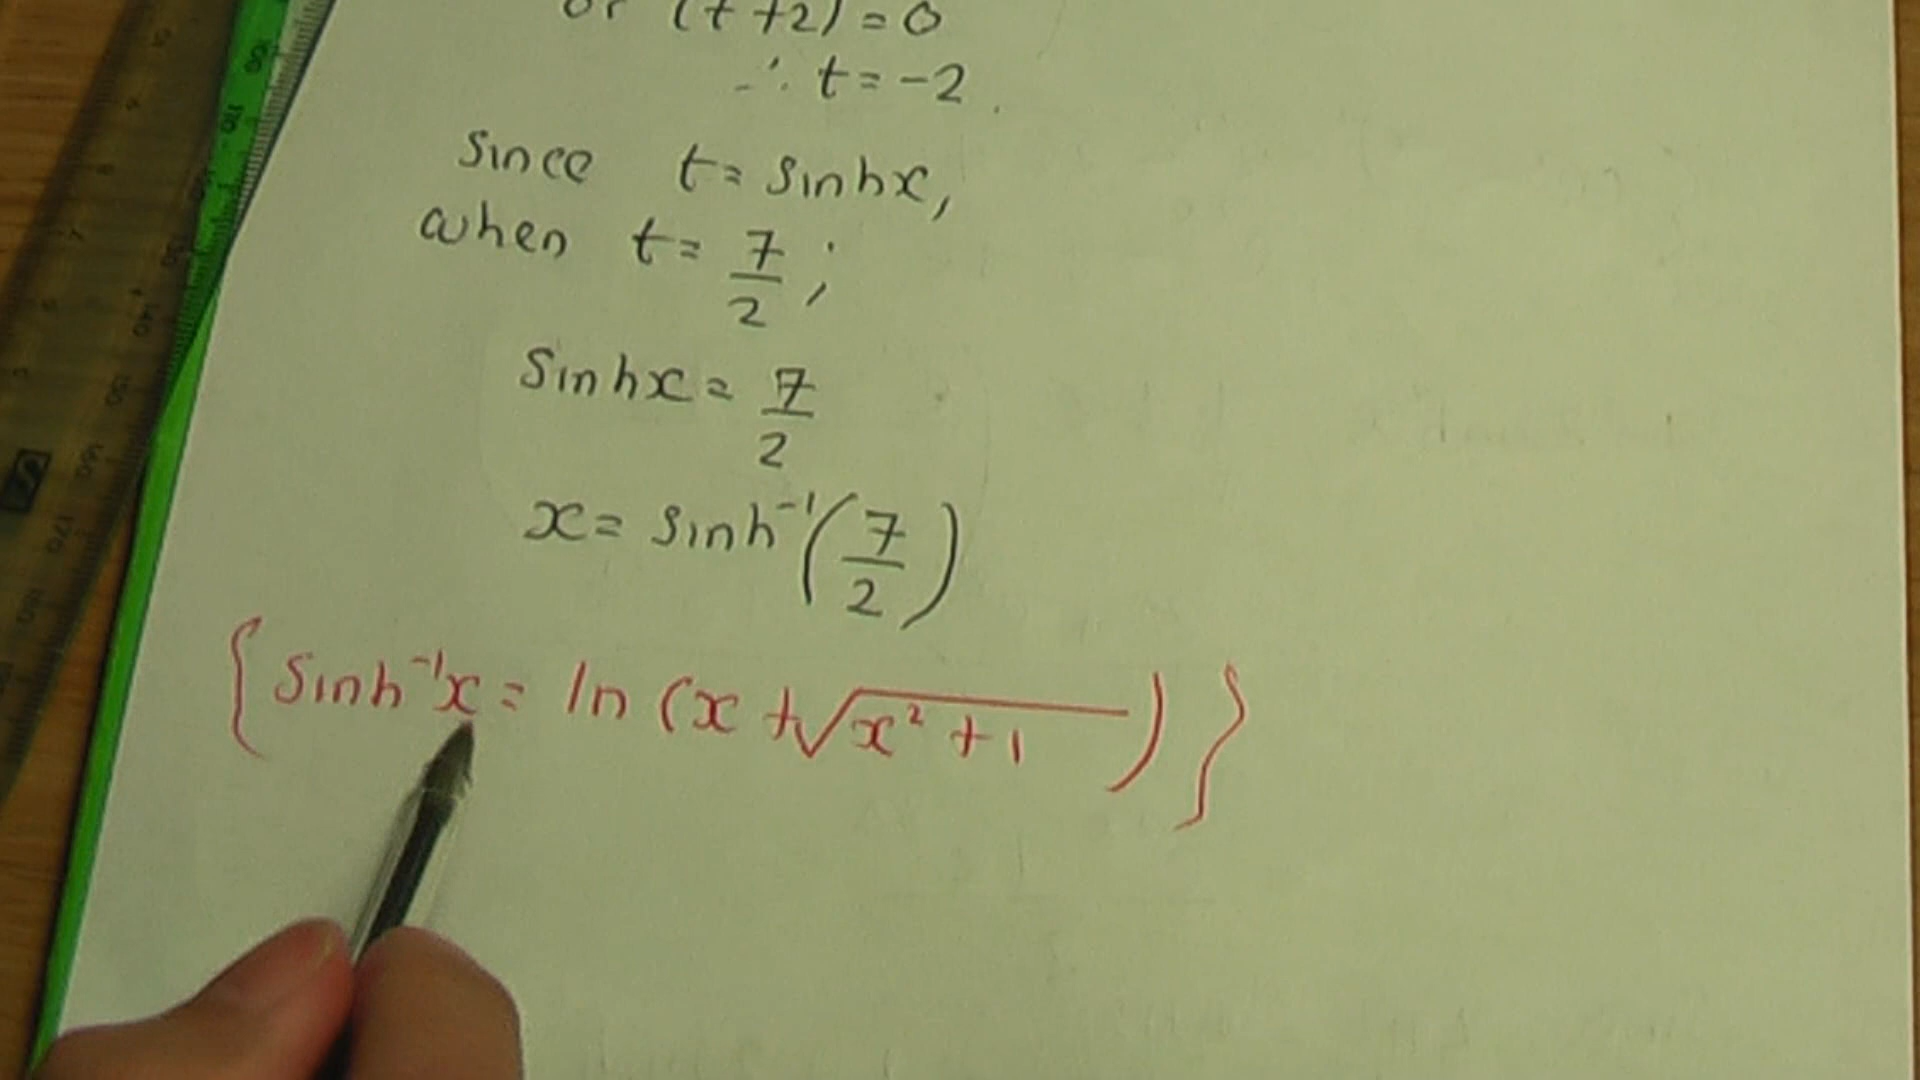 or (t+2)=0
∴ t=-2.
Since t= sinhx,
when t= 7/2;
Sinhx= 7/2
x= sinh⁻¹(7/2)
{sinh⁻¹x= ln (x+√(x²+1))}